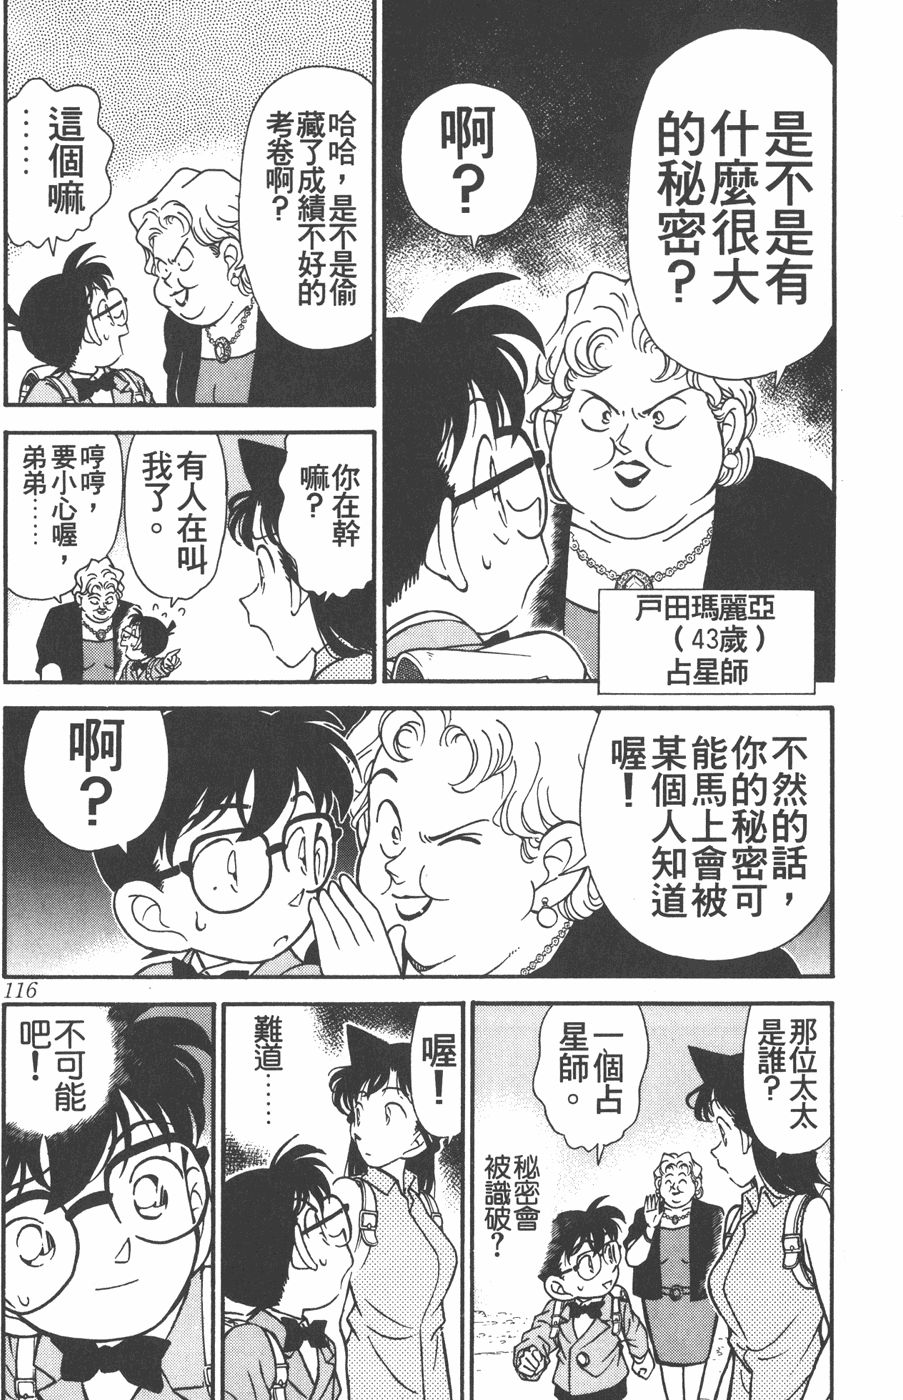 是不是有
什麼很大
的秘密？
啊？
戸田瑪麗亞
（43歲）
占星師
哈哈，是不是偷
藏了成績不好的
考卷啊？
這個嘛
……
你在幹
嘛？
有人在叫
我了。
哼哼，
要小心喔，
弟弟……
不然的話，
你的秘密可
能馬上會被
某個人知道
喔！
啊？
116
那位太太
是誰？
一個占
星師。
秘密會
被識破？
喔！
難道……
不可能
吧！